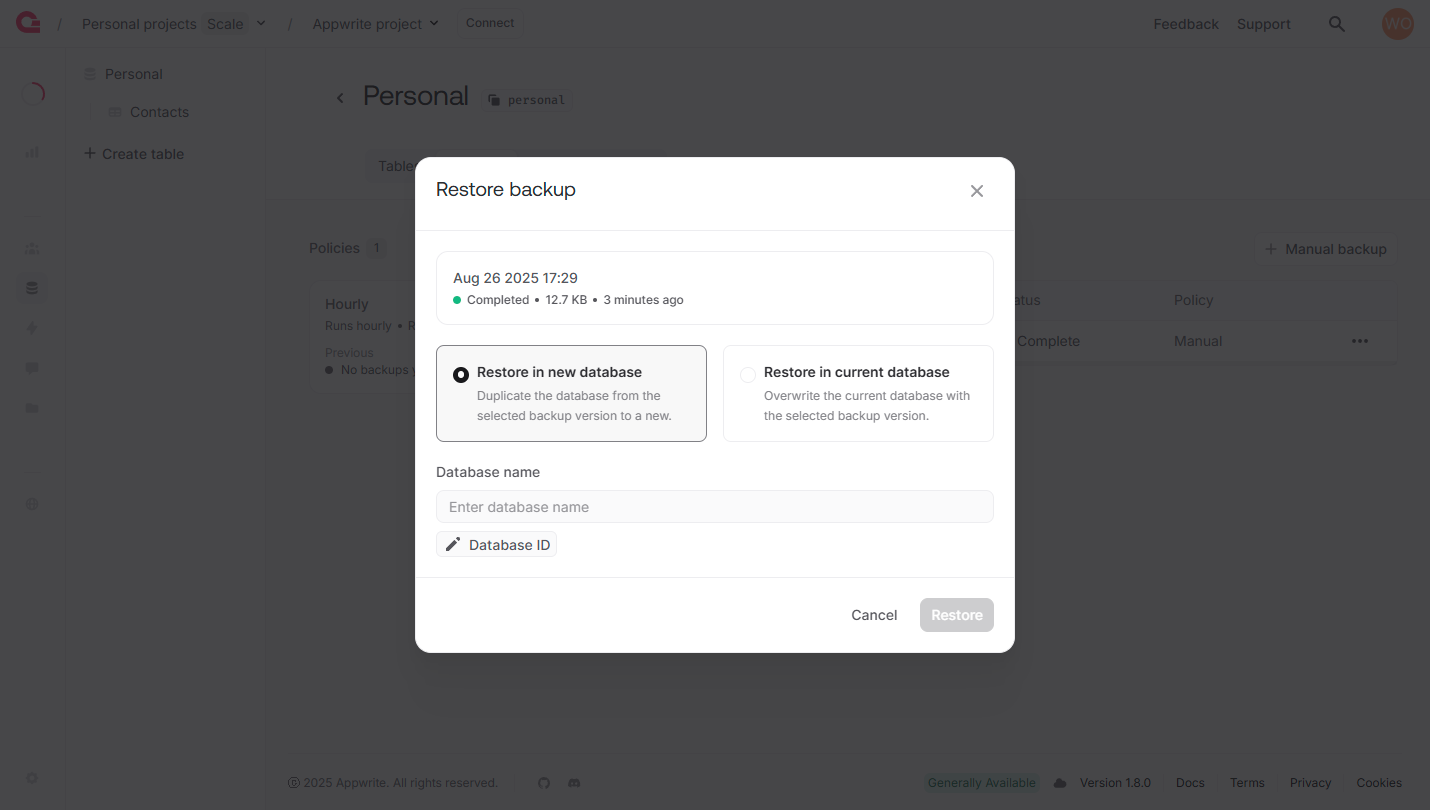 / Personal projects Scale / Appwrite project Connect Feedback Support WO
Personal
Contacts
+ Create table
Personal personal
Restore backup
Aug 26 2025 17:29
Completed • 12.7 KB • 3 minutes ago
Restore in new database
Duplicate the database from the
selected backup version to a new.
Restore in current database
Overwrite the current database with
the selected backup version.
Database name
Enter database name
Database ID
Cancel Restore
Policies 1
+ Manual backup
Hourly
Runs hourly •
Previous
No backups
Policy
Complete Manual
© 2025 Appwrite. All rights reserved. Generally Available Version 1.8.0 Docs Terms Privacy Cookies